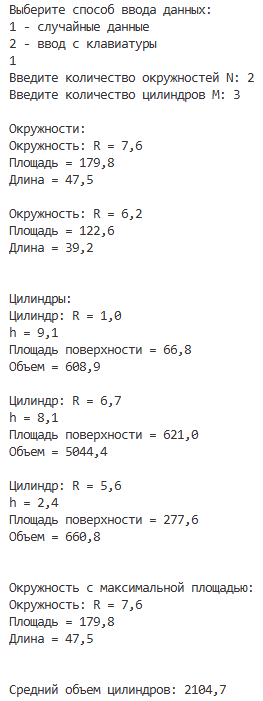 Выберите способ ввода данных:
1 - случайные данные
2 - ввод с клавиатуры
1
Введите количество окружностей N: 2
Введите количество цилиндров M: 3
Окружности:
Окружность: R = 7,6
Площадь = 179,8
Длина = 47,5
Окружность: R = 6,2
Площадь = 122,6
Длина = 39,2
Цилиндры:
Цилиндр: R = 1,0
h = 9,1
Площадь поверхности = 66,8
Объем = 608,9
Цилиндр: R = 6,7
h = 8,1
Площадь поверхности = 621,0
Объем = 5044,4
Цилиндр: R = 5,6
h = 2,4
Площадь поверхности = 277,6
Объем = 660,8
Окружность с максимальной площадью:
Окружность: R = 7,6
Площадь = 179,8
Длина = 47,5
Средний объем цилиндров: 2104,7